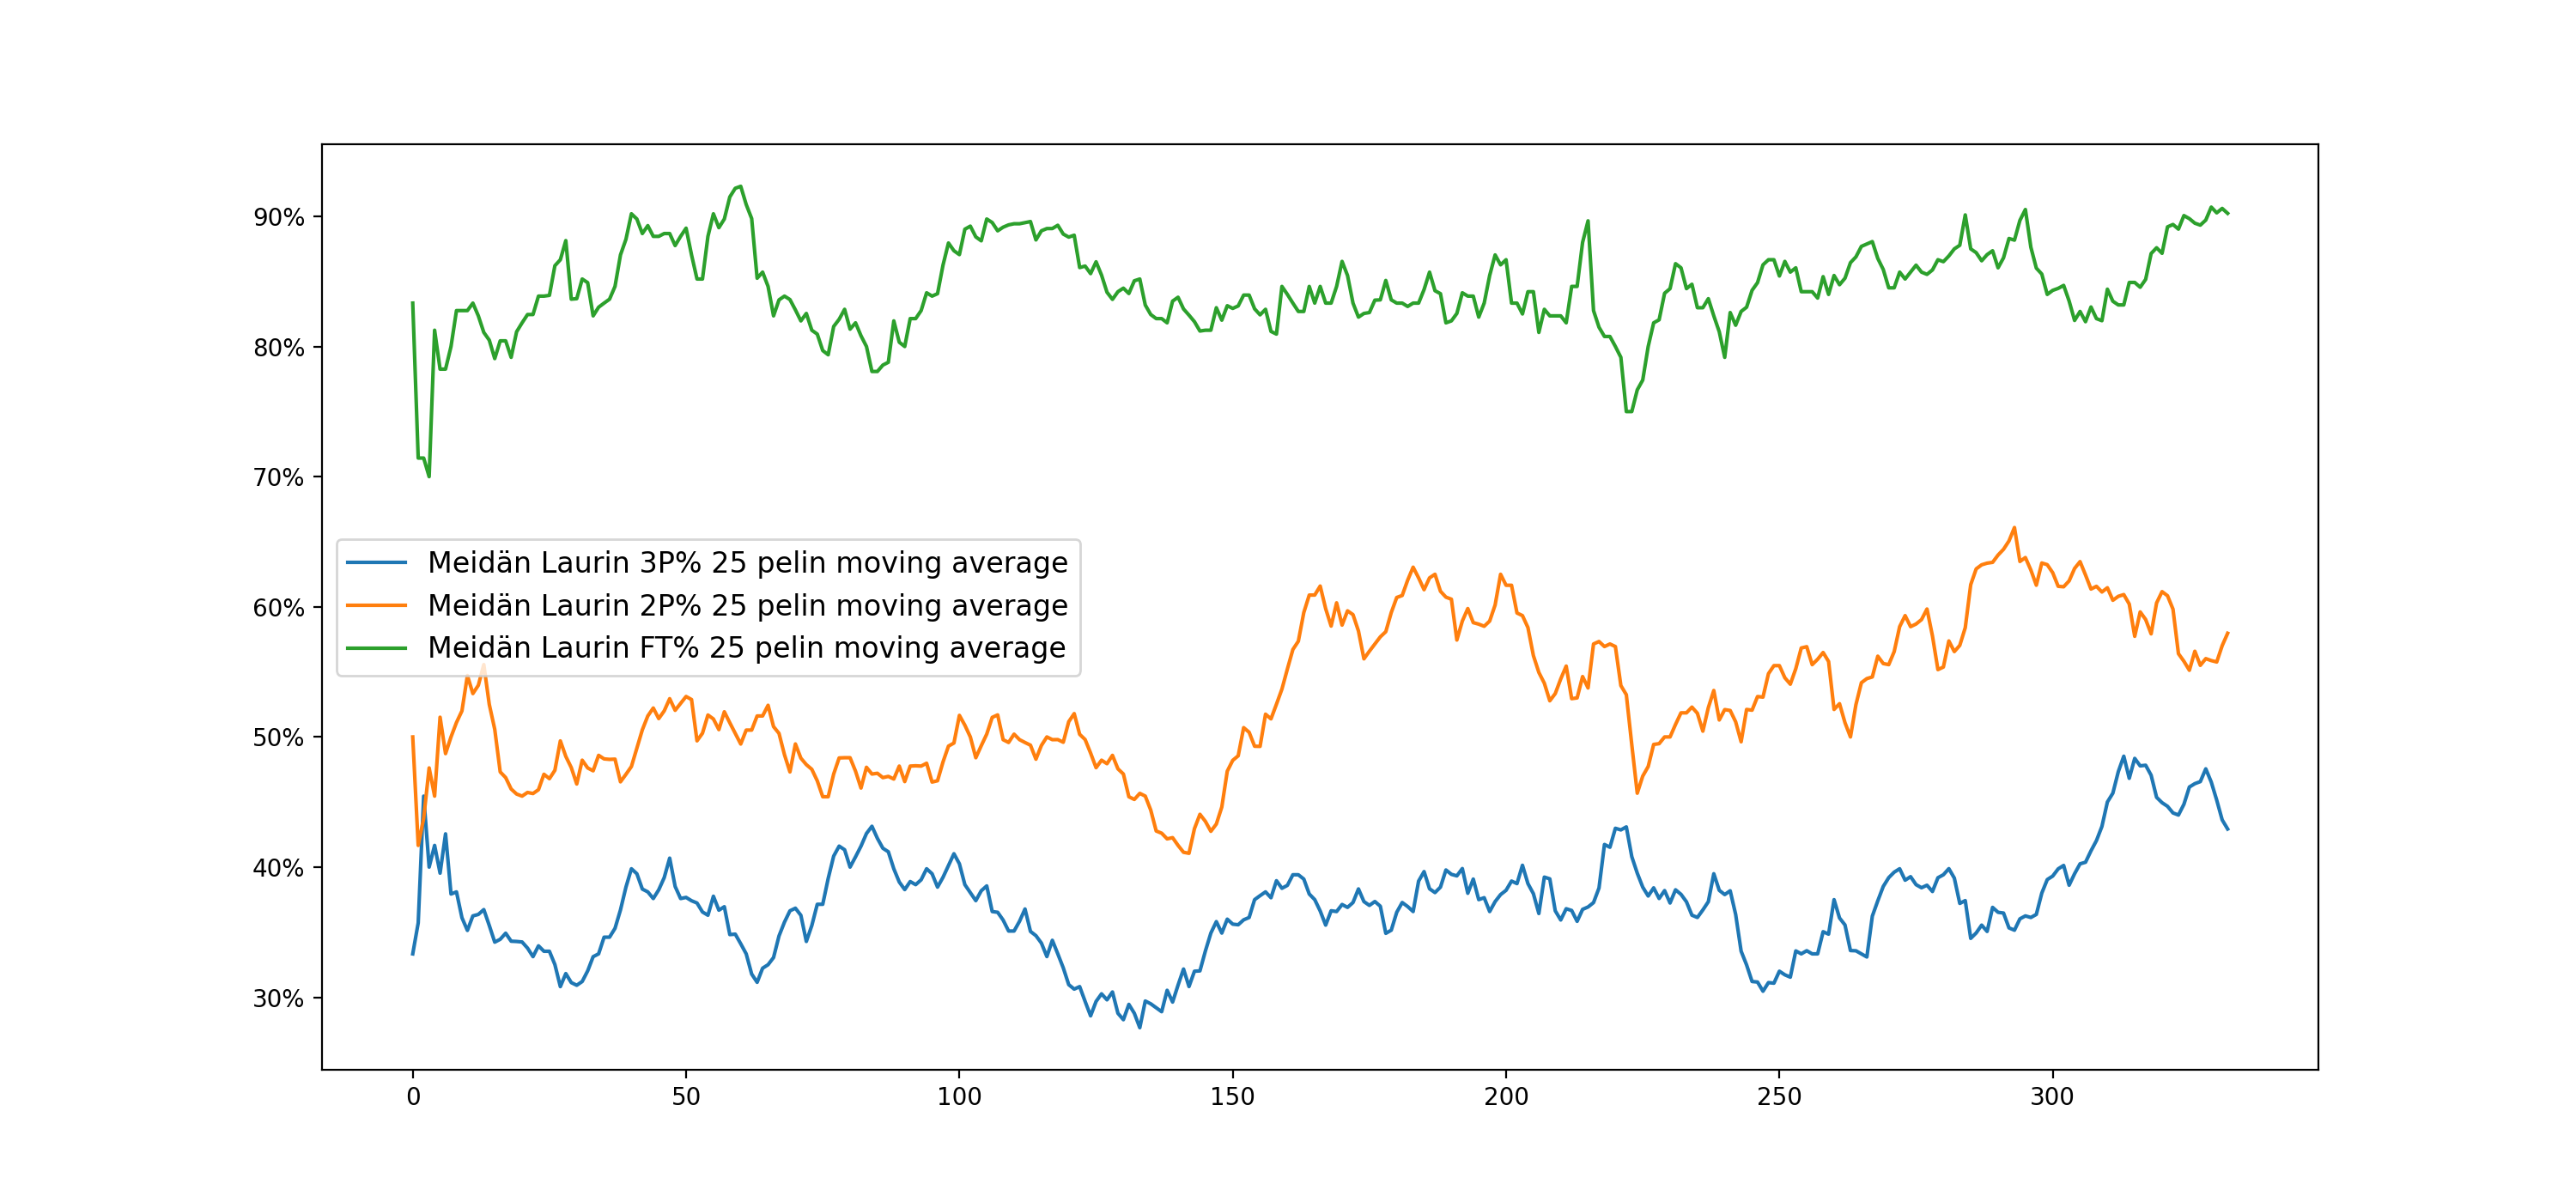 90%
80%
70%
60%
50%
40%
30%
Meidän Laurin 3P% 25 pelin moving average
Meidän Laurin 2P% 25 pelin moving average
Meidän Laurin FT% 25 pelin moving average
0 50 100 150 200 250 300